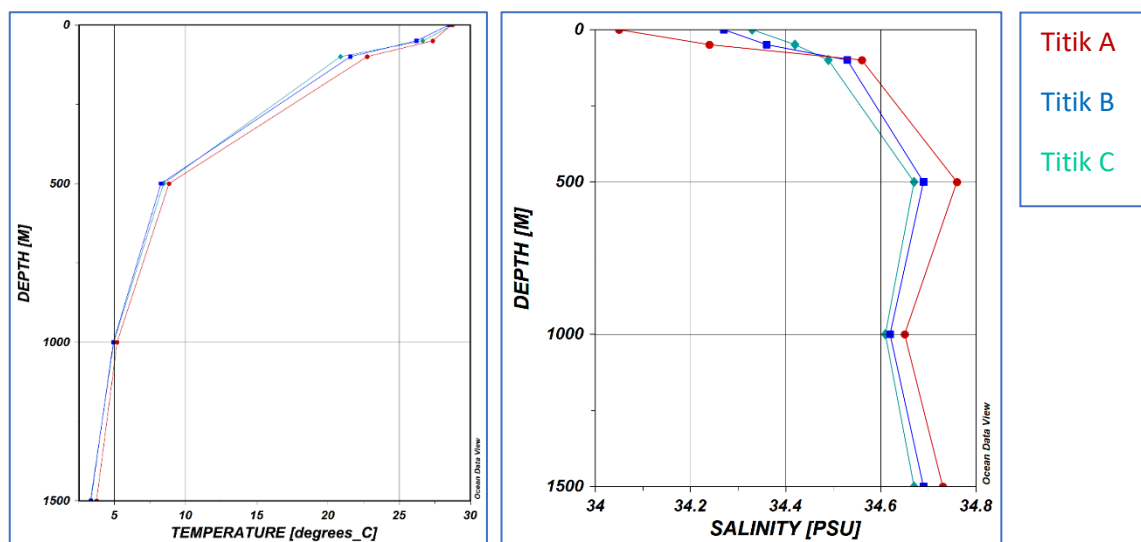 0
500
1000
1500
DEPTH [M]
5
10
15
20
25
30
TEMPERATURE [degrees_C]
Ocean Data View
0
500
1000
1500
DEPTH [M]
34
34.2
34.4
34.6
34.8
SALINITY [PSU]
Ocean Data View
Titik A
Titik B
Titik C